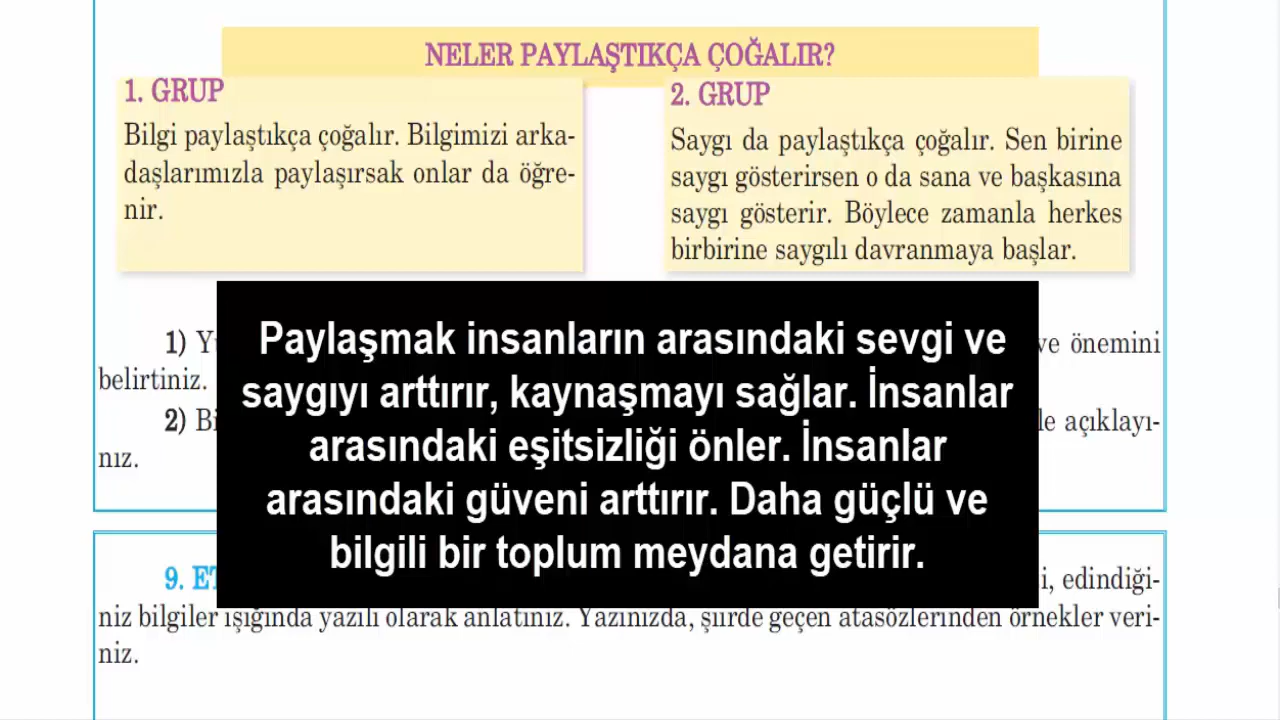 NELER PAYLAŞTIKÇA ÇOĞALIR?
1. GRUP
Bilgi paylaştıkça çoğalır. Bilgimizi arka-
daşlarımızla paylaşırsak onlar da öğre-
nir.
2. GRUP
Saygı da paylaştıkça çoğalır. Sen birine
saygı gösterirsen o da sana ve başkasına
saygı gösterir. Böylece zamanla herkes
birbirine saygılı davranmaya başlar.
1) ve önemini
belirtiniz.
2) açıklayı-
nız.
Paylaşmak insanların arasındaki sevgi ve
saygıyı arttırır, kaynaşmayı sağlar. İnsanlar
arasındaki eşitsizliği önler. İnsanlar
arasındaki güveni arttırır. Daha güçlü ve
bilgili bir toplum meydana getirir.
9. edindiği-
niz bilgiler ışığında yazılı olarak anlatınız. Yazınızda, şiirde geçen atasözlerinden örnekler veri-
niz.